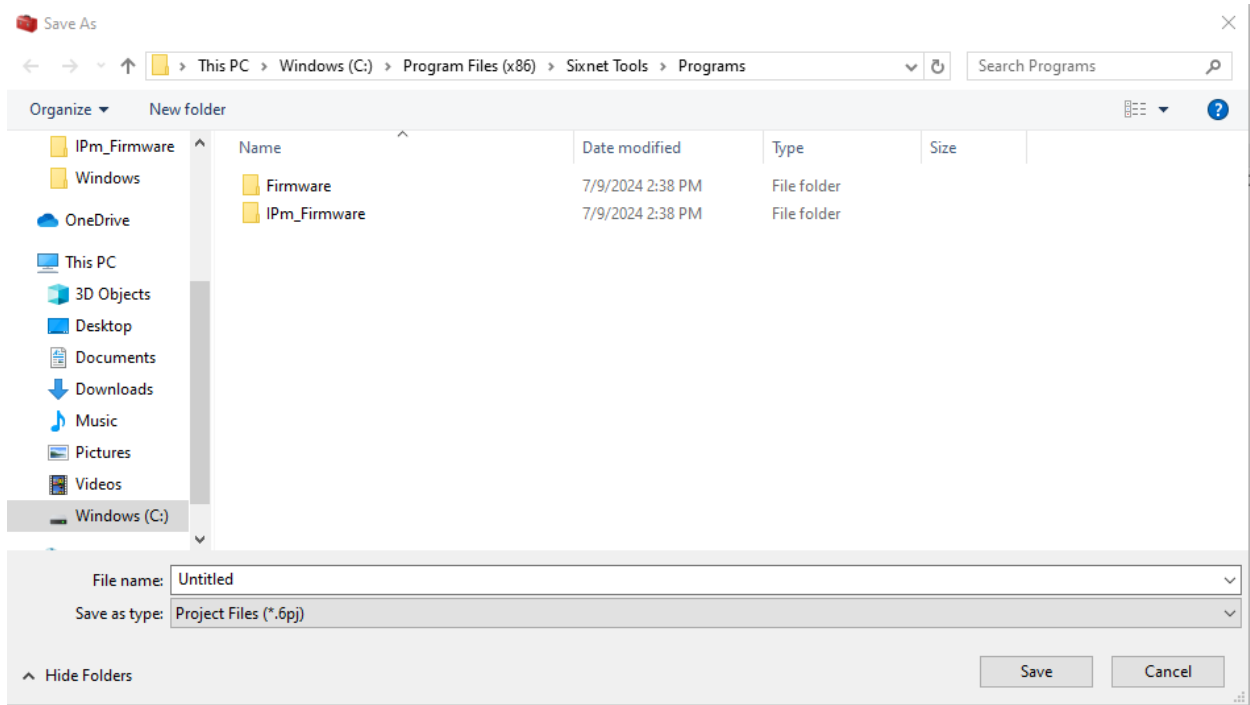 Save As
This PC > Windows (C:) > Program Files (x86) > Sixnet Tools > Programs
Search Programs
Organize
New folder
IPm_Firmware
Windows
OneDrive
This PC
3D Objects
Desktop
Documents
Downloads
Music
Pictures
Videos
Windows (C:)
Name Date modified Type Size
Firmware 7/9/2024 2:38 PM File folder
IPm_Firmware 7/9/2024 2:38 PM File folder
File name: Untitled
Save as type: Project Files (*.6pj)
Hide Folders
Save
Cancel